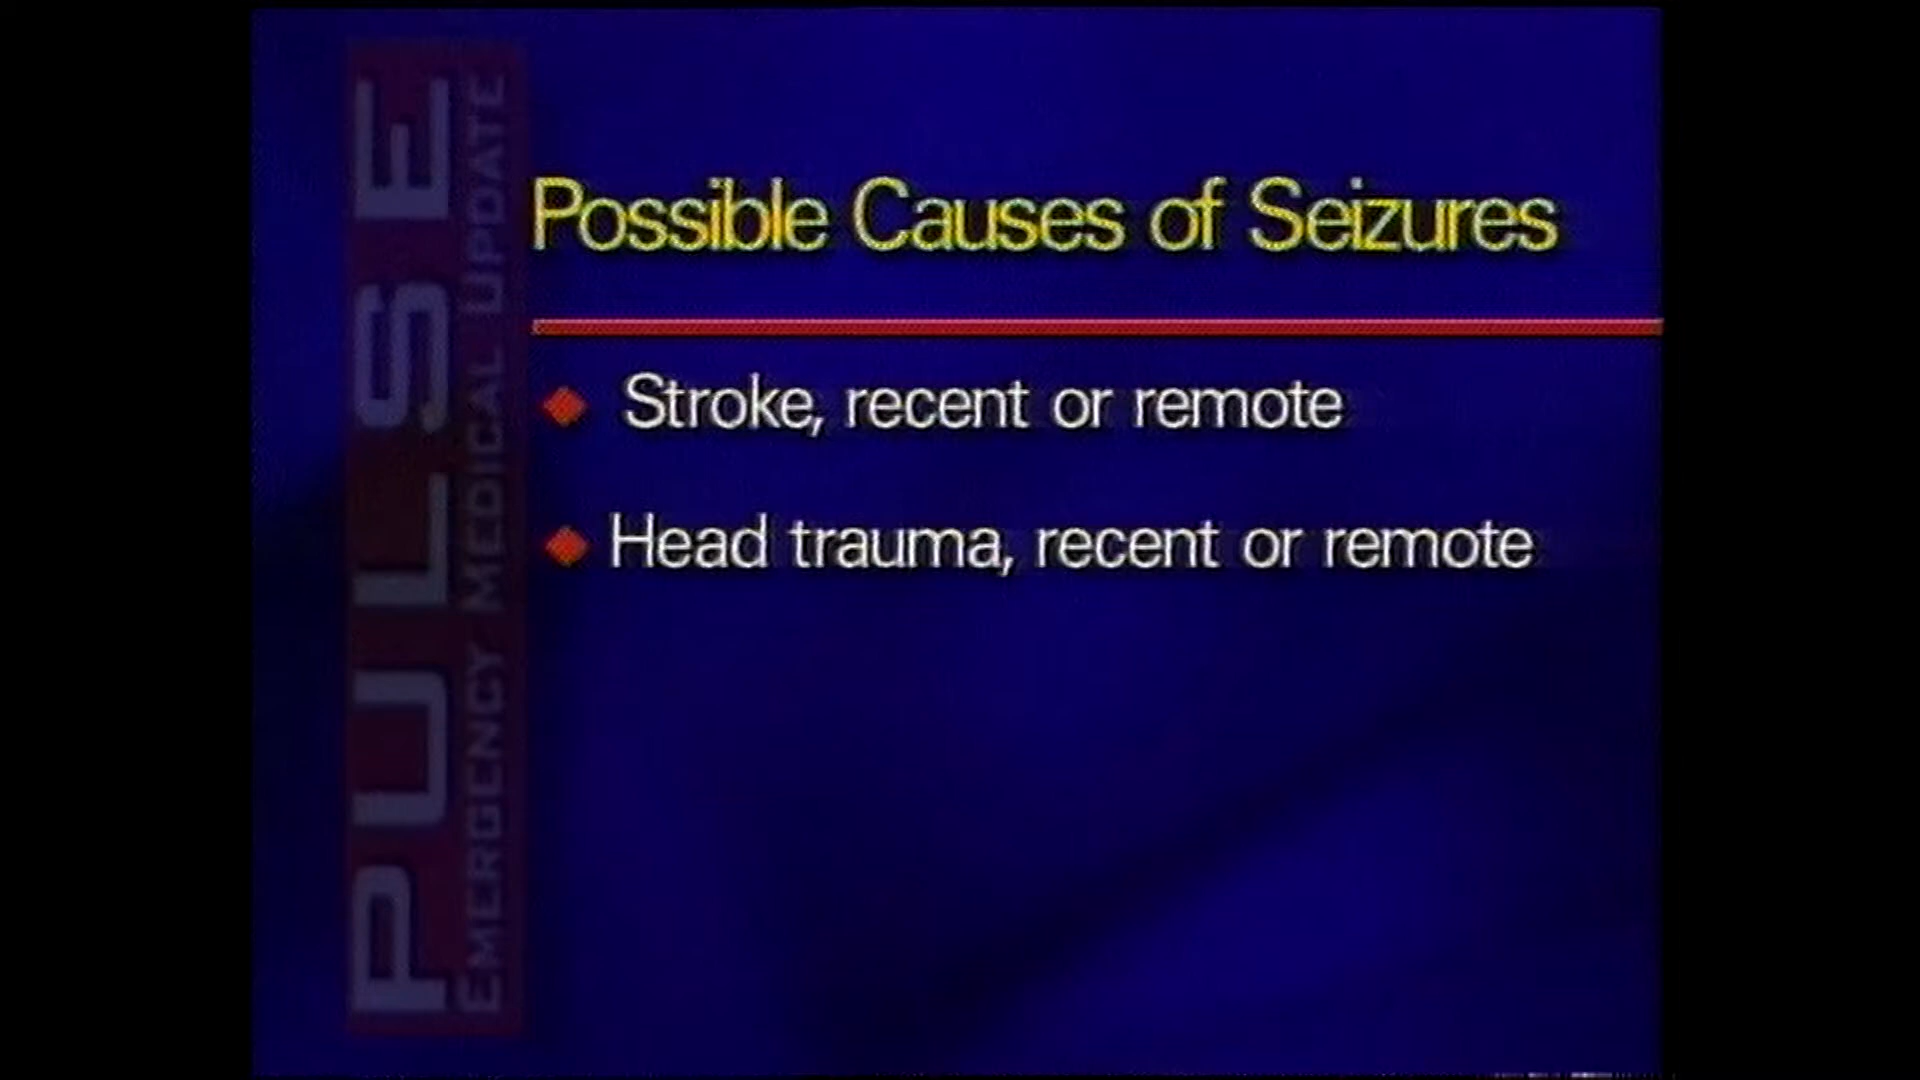 PULSE
EMERGENCY MEDICAL UPDATE
Possible Causes of Seizures
Stroke, recent or remote
Head trauma, recent or remote